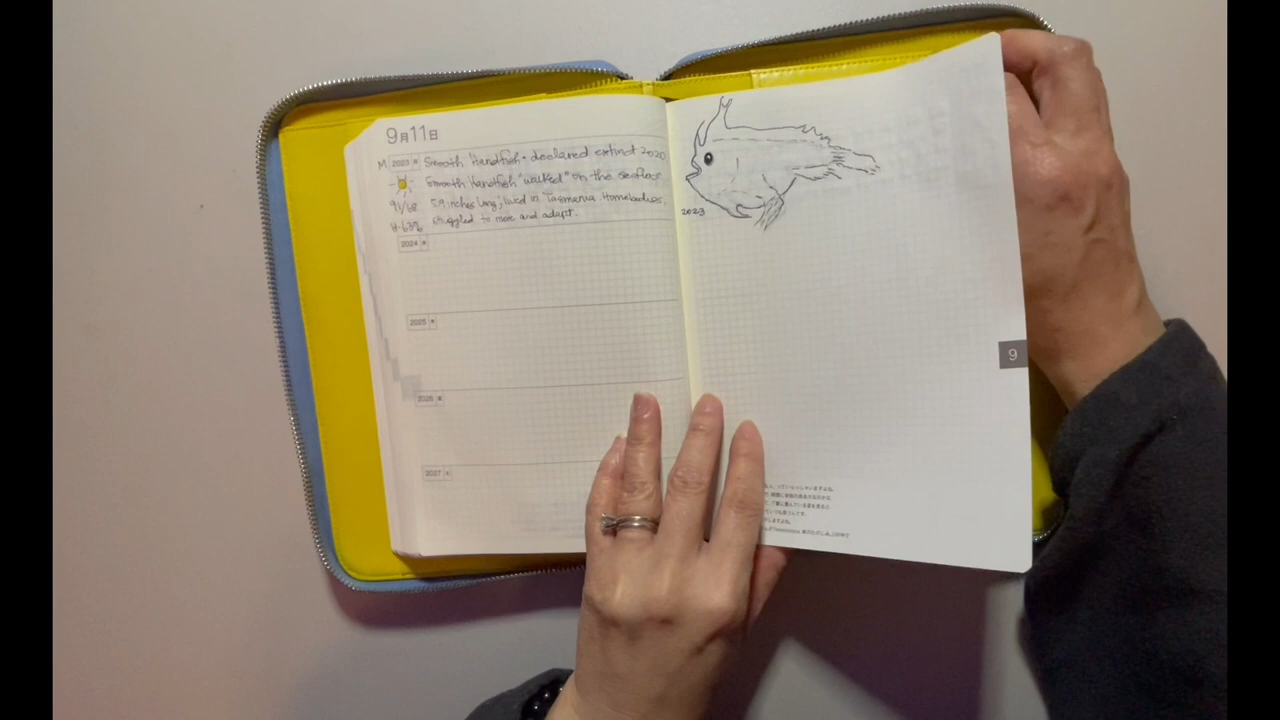 9月11日
M 2023 Smooth Handfish • declared extinct 2020
Smooth Handfish "walked" on the seafloor
91/68 5.9 inches long; lived in Tasmania. Homebodies,
H-63% struggled to move and adapt.
2024
2025
2026
2027
2023
9